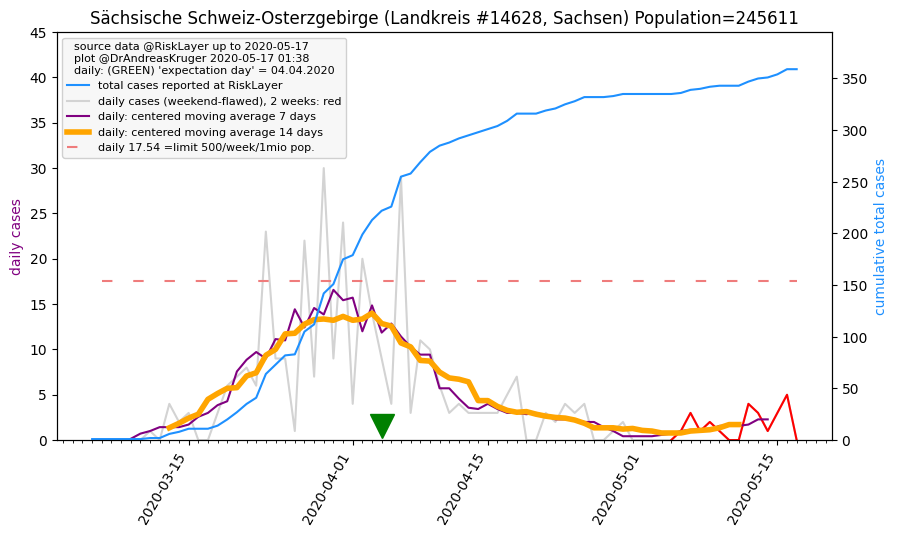 Sächsische Schweiz-Osterzgebirge (Landkreis #14628, Sachsen) Population=245611
source data @RiskLayer up to 2020-05-17
plot @DrAndreasKruger 2020-05-17 01:38
daily: (GREEN) 'expectation day' = 04.04.2020
total cases reported at RiskLayer
daily cases (weekend-flawed), 2 weeks: red
daily: centered moving average 7 days
daily: centered moving average 14 days
daily 17.54 =limit 500/week/1mio pop.
daily cases
45
40
35
30
25
20
15
10
5
0
cumulative total cases
350
300
250
200
150
100
50
0
2020-03-15
2020-04-01
2020-04-15
2020-05-01
2020-05-15